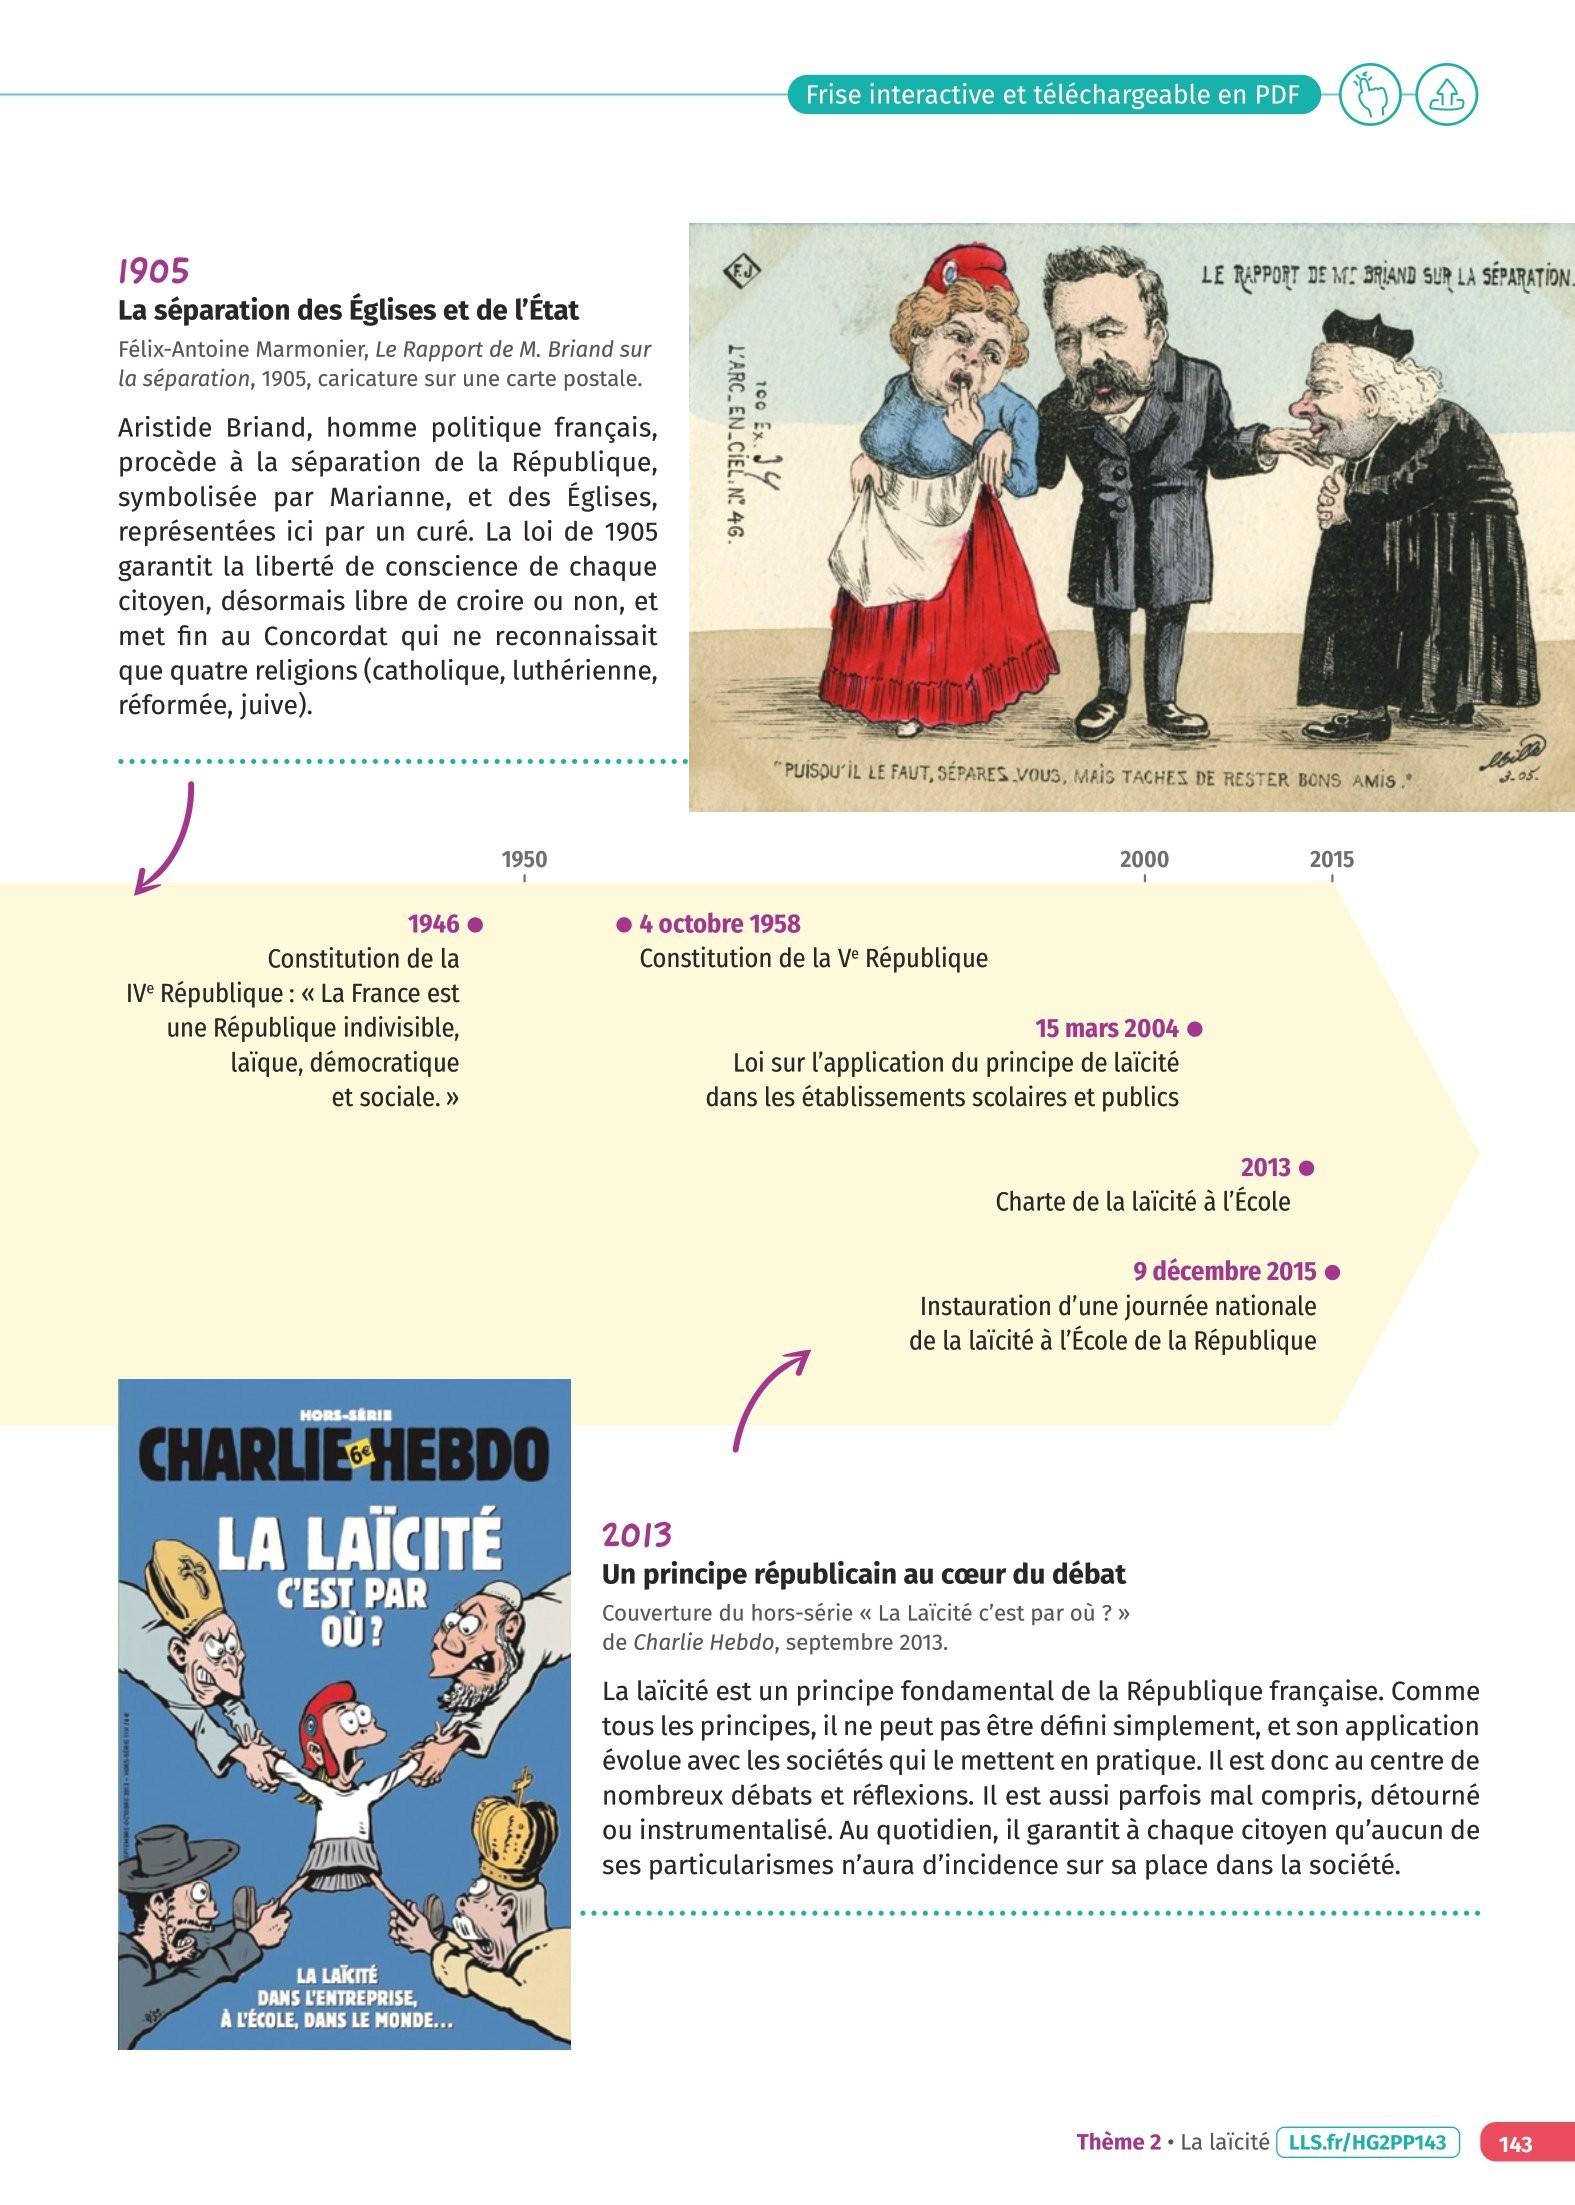 Frise interactive et téléchargeable en PDF
1905
La séparation des Églises et de l'État
Félix-Antoine Marmonier, Le Rapport de M. Briand sur
la séparation, 1905, caricature sur une carte postale.
Aristide Briand, homme politique français,
procède à la séparation de la République,
symbolisée par Marianne, et des Églises,
représentées ici par un curé. La loi de 1905
garantit la liberté de conscience de chaque
citoyen, désormais libre de croire ou non, et
met fin au Concordat qui ne reconnaissait
que quatre religions (catholique, luthérienne,
réformée, juive).
F.J
LE RAPPORT DE MR BRIAND SUR LA SÉPARATION.
L'ARC_EN_CIEL. N° 46.
100 Ex.
"PUISQU'IL LE FAUT, SÉPAREZ_VOUS, MAIS TACHEZ DE RESTER BONS AMIS."
3-05.
1950
2000
2015
1946
Constitution de la
IVe République : « La France est
une République indivisible,
laïque, démocratique
et sociale. »
4 octobre 1958
Constitution de la Ve République
15 mars 2004
Loi sur l'application du principe de laïcité
dans les établissements scolaires et publics
2013
Charte de la laïcité à l'École
9 décembre 2015
Instauration d'une journée nationale
de la laïcité à l'École de la République
HORS-SÉRIE
CHARLIE HEBDO
6€
LA LAÏCITÉ
C'EST PAR
OÙ ?
LA LAÏCITÉ
DANS L'ENTREPRISE,
À L'ÉCOLE, DANS LE MONDE...
2013
Un principe républicain au cœur du débat
Couverture du hors-série « La Laïcité c'est par où ? »
de Charlie Hebdo, septembre 2013.
La laïcité est un principe fondamental de la République française. Comme
tous les principes, il ne peut pas être défini simplement, et son application
évolue avec les sociétés qui le mettent en pratique. Il est donc au centre de
nombreux débats et réflexions. Il est aussi parfois mal compris, détourné
ou instrumentalisé. Au quotidien, il garantit à chaque citoyen qu'aucun de
ses particularismes n'aura d'incidence sur sa place dans la société.
Thème 2 • La laïcité LLS.fr/HG2PP143
143